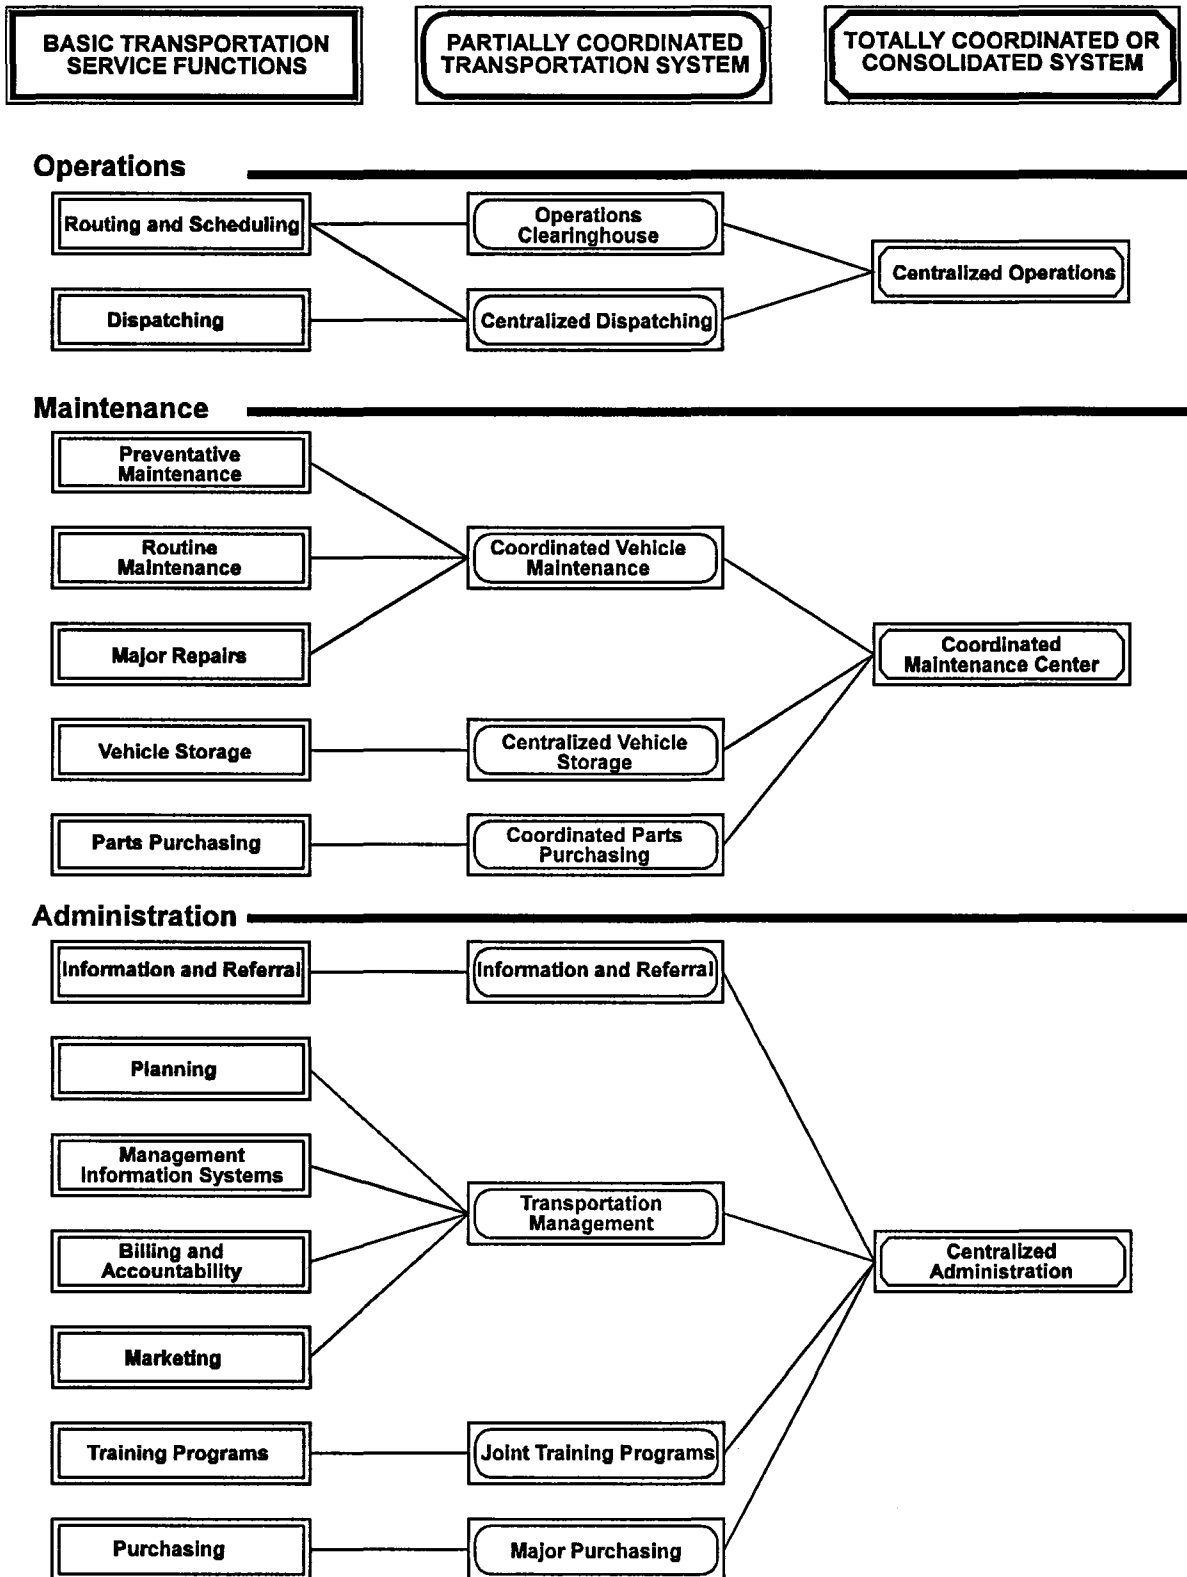 BASIC TRANSPORTATION
SERVICE FUNCTIONS
PARTIALLY COORDINATED
TRANSPORTATION SYSTEM
TOTALLY COORDINATED OR
CONSOLIDATED SYSTEM
Operations
Routing and Scheduling
Operations
Clearinghouse
Centralized Operations
Dispatching
Centralized Dispatching
Maintenance
Preventative
Maintenance
Routine
Maintenance
Coordinated Vehicle
Maintenance
Major Repairs
Coordinated
Maintenance Center
Vehicle Storage
Centralized Vehicle
Storage
Parts Purchasing
Coordinated Parts
Purchasing
Administration
Information and Referral
Information and Referral
Planning
Management
Information Systems
Transportation
Management
Billing and
Accountability
Centralized
Administration
Marketing
Training Programs
Joint Training Programs
Purchasing
Major Purchasing